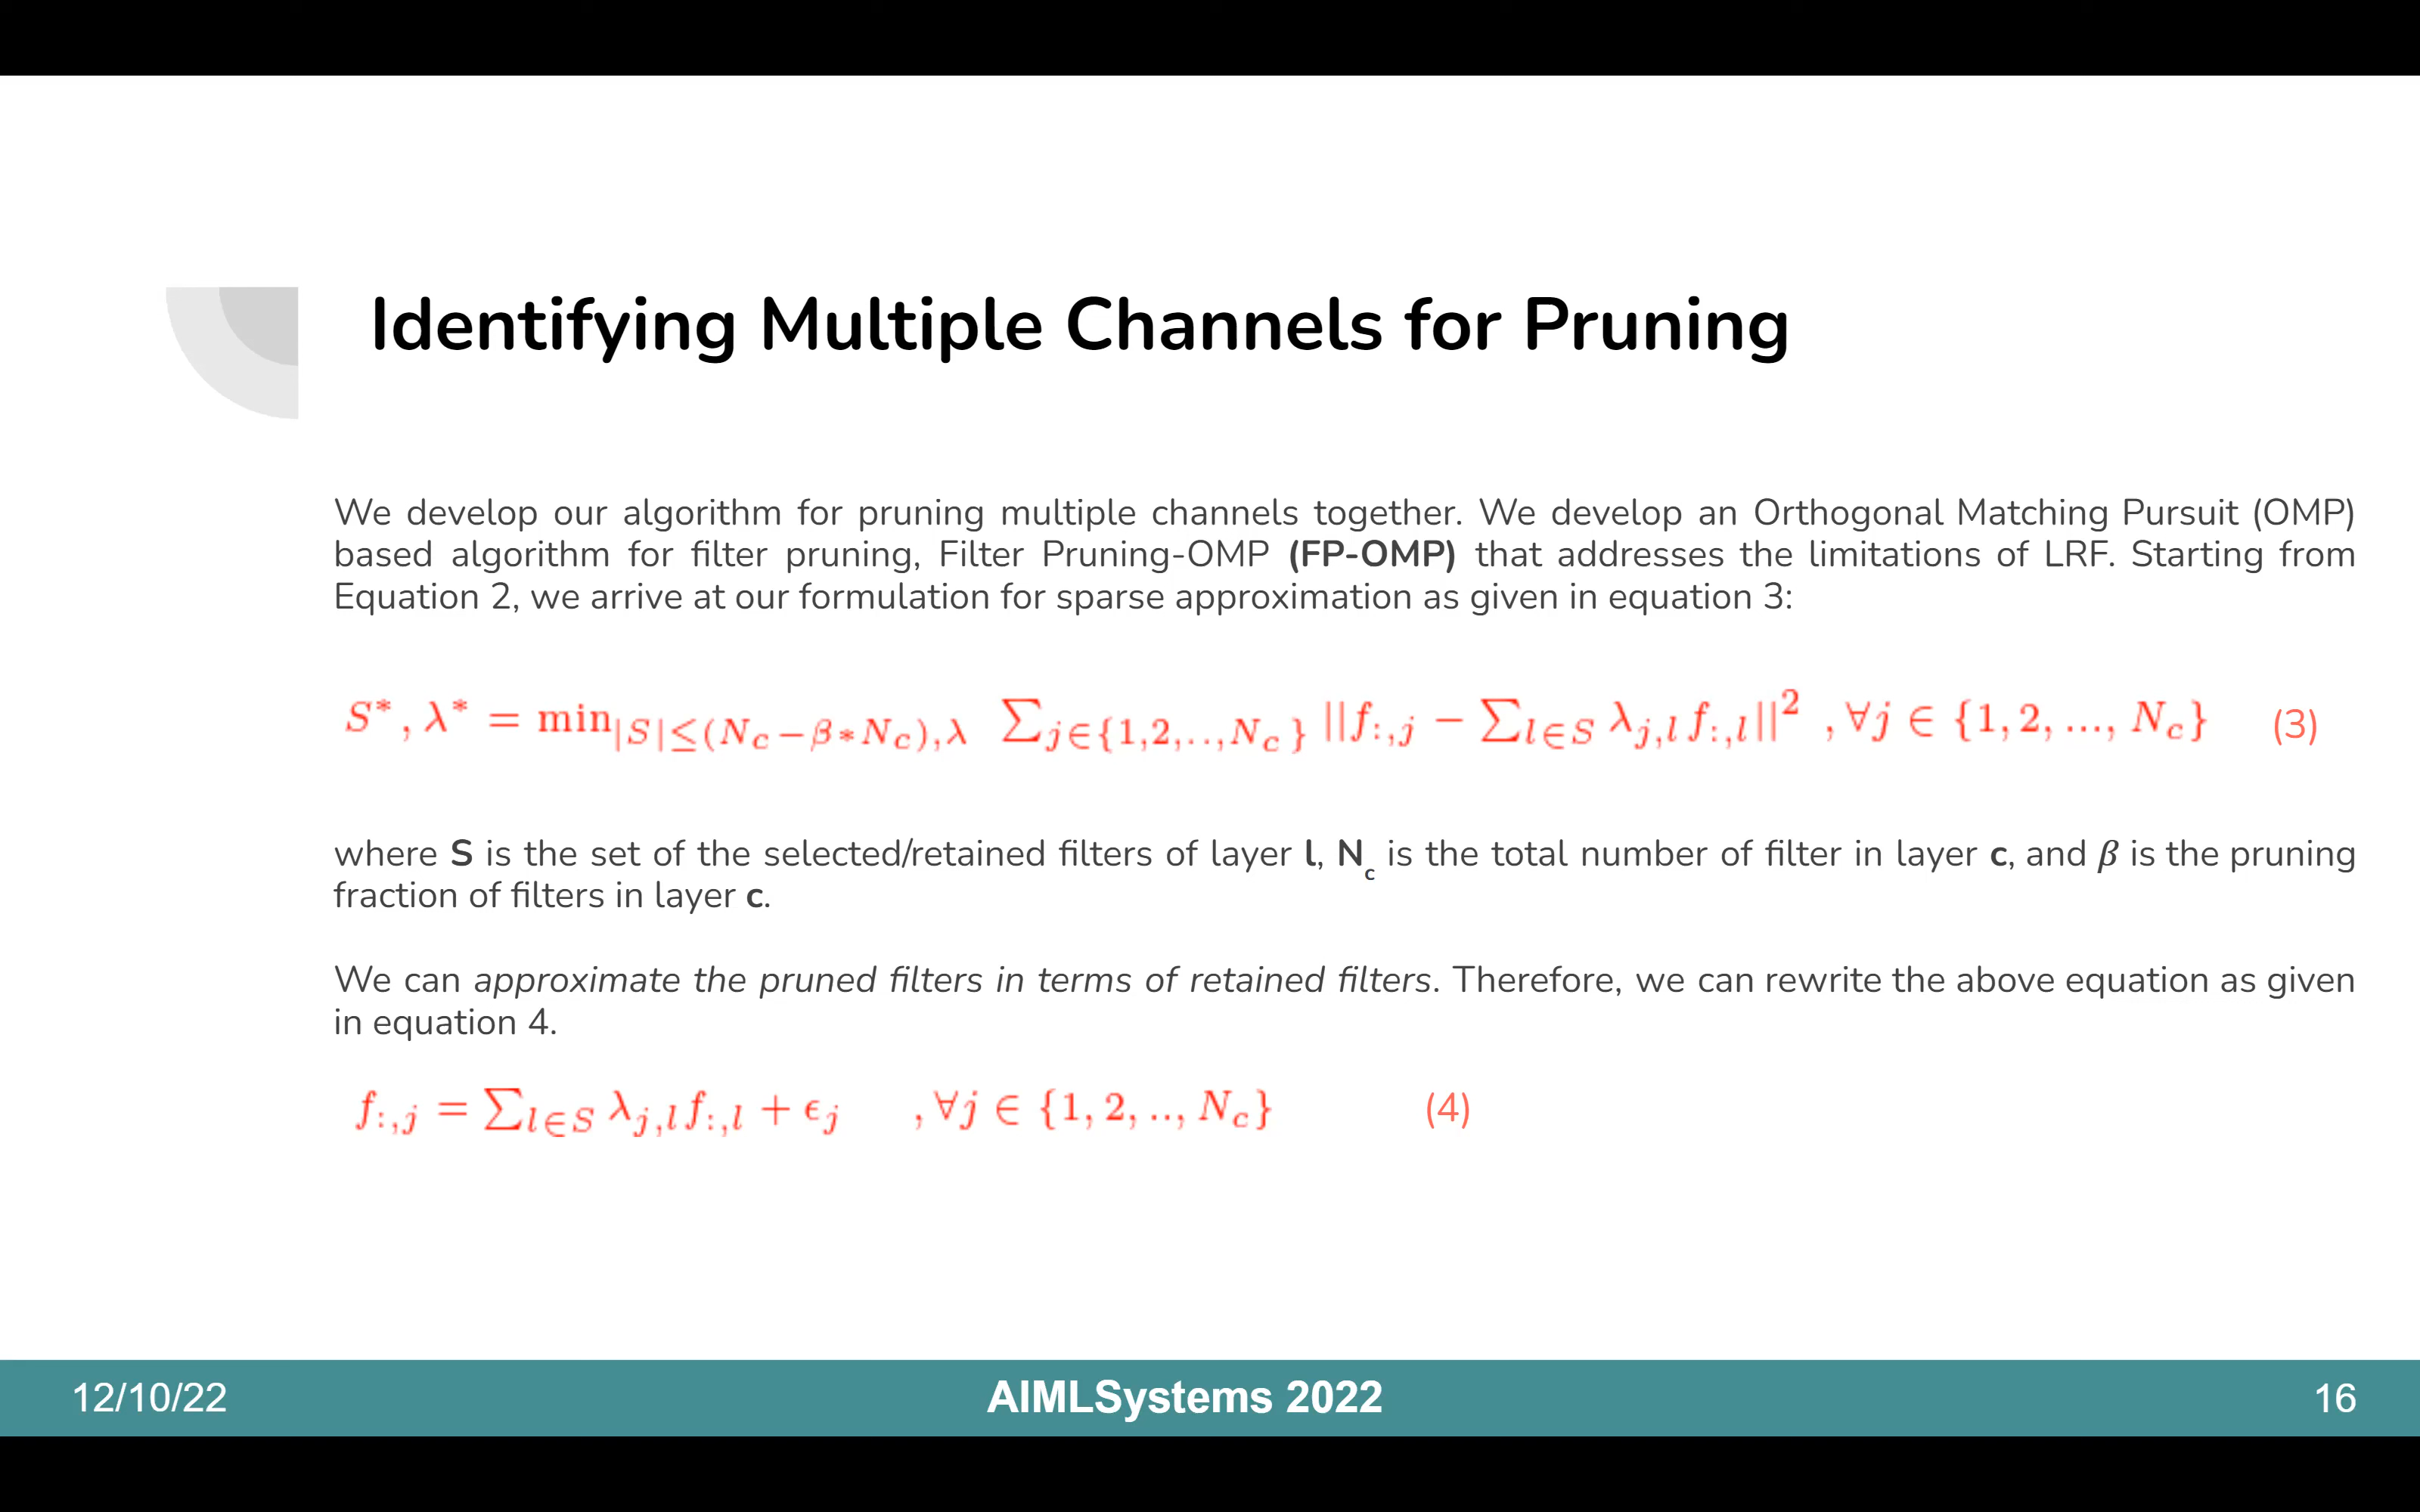 Identifying Multiple Channels for Pruning
We develop our algorithm for pruning multiple channels together. We develop an Orthogonal Matching Pursuit (OMP)
based algorithm for filter pruning, Filter Pruning-OMP (FP-OMP) that addresses the limitations of LRF. Starting from
Equation 2, we arrive at our formulation for sparse approximation as given in equation 3:
S*, λ* = min_{|S|≤(N_c−β*N_c),λ} ∑_{j∈{1,2,..,N_c}} ||f_{:,j} − ∑_{l∈S} λ_{j,l} f_{:,l}||² , ∀j ∈ {1, 2, ..., N_c} (3)
where S is the set of the selected/retained filters of layer l, N_c is the total number of filter in layer c, and β is the pruning
fraction of filters in layer c.
We can approximate the pruned filters in terms of retained filters. Therefore, we can rewrite the above equation as given
in equation 4.
f_{:,j} = ∑_{l∈S} λ_{j,l} f_{:,l} + ϵ_j , ∀j ∈ {1, 2, .., N_c} (4)
12/10/22 AIMLSystems 2022 16